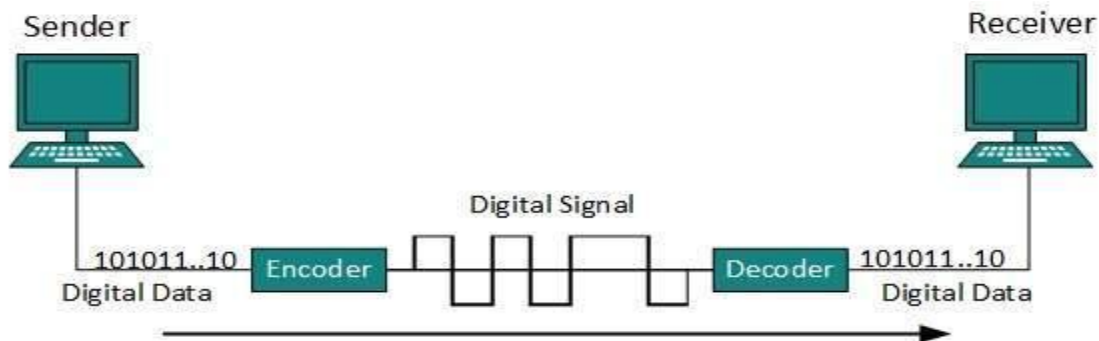 Sender
Receiver
Digital Signal
101011..10
Encoder
Decoder
101011..10
Digital Data
Digital Data